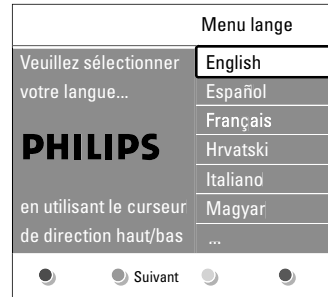 Menu lange
Veuillez sélectionner
votre langue...
PHILIPS
en utilisant le curseur
de direction haut/bas
English
Español
Français
Hrvatski
Italiano
Magyar
...
Suivant